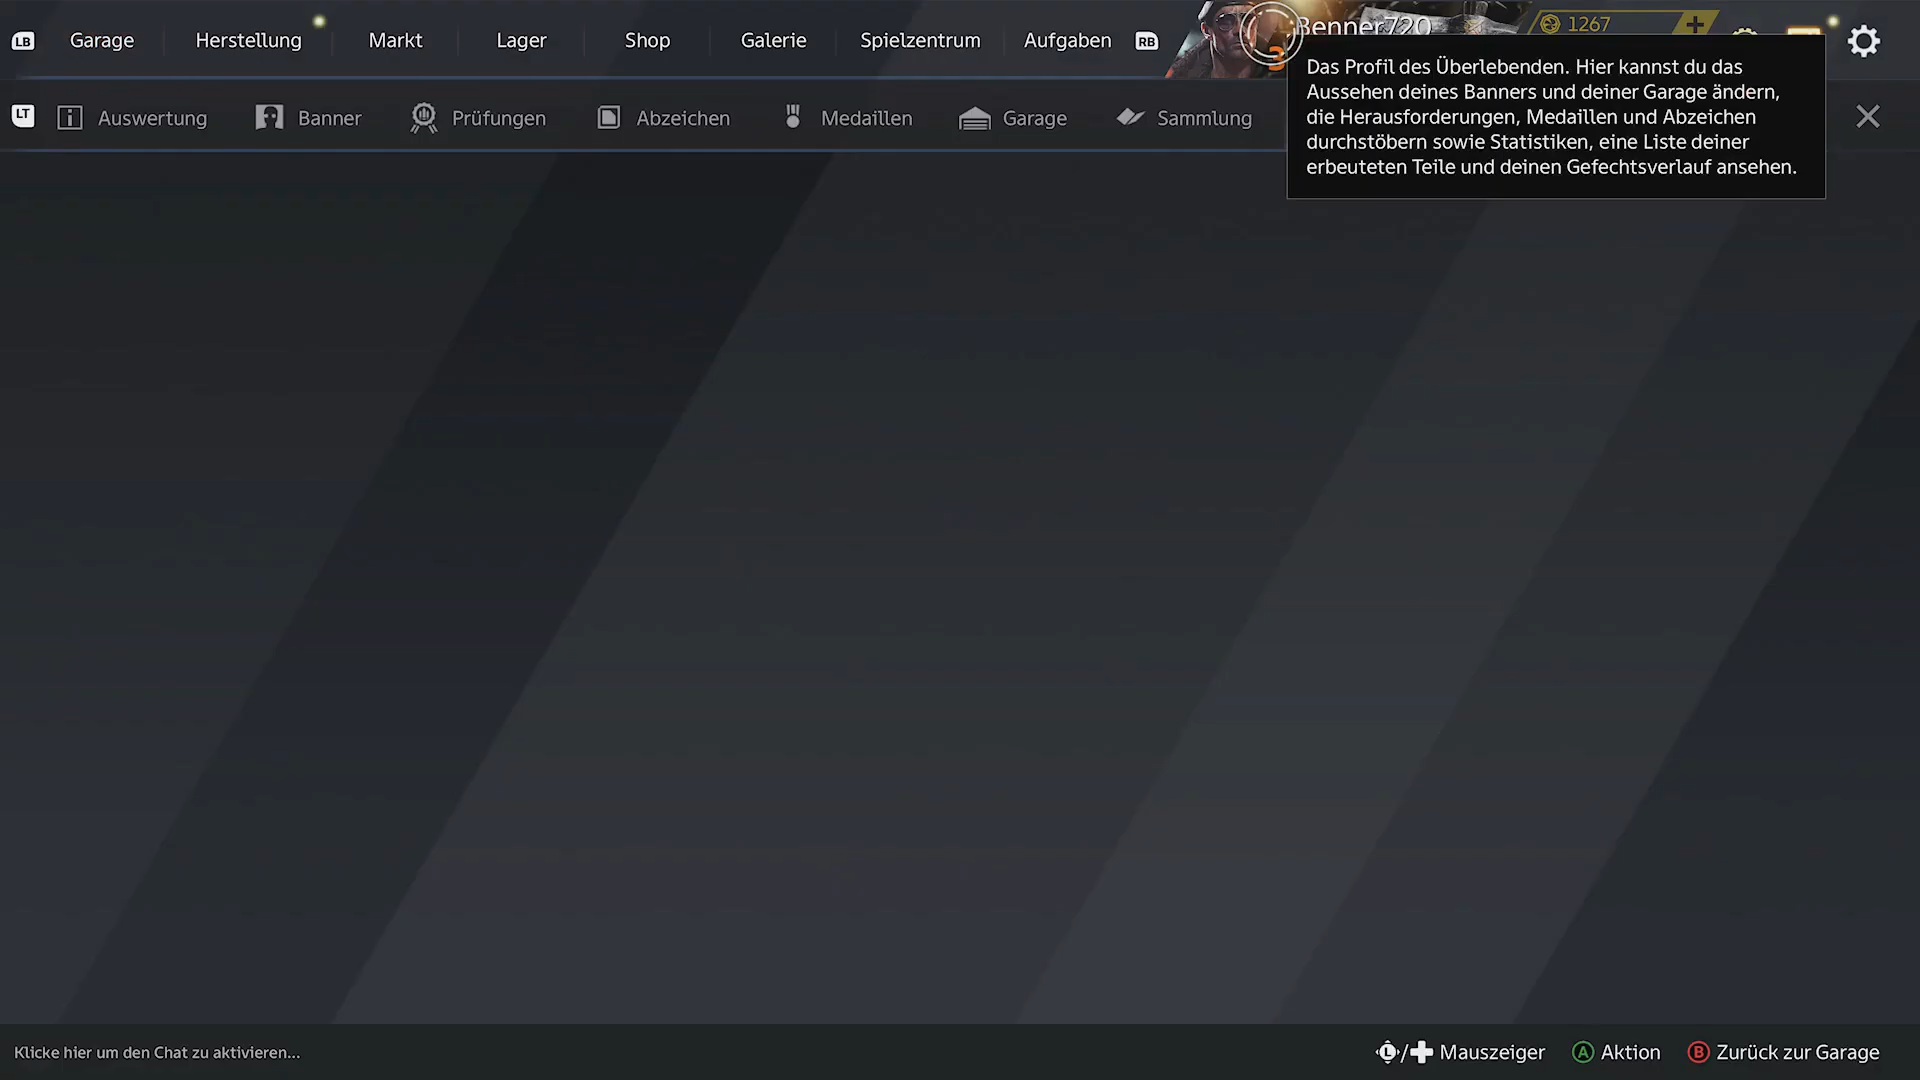 LB Garage Herstellung Markt Lager Shop Galerie Spielzentrum Aufgaben RB
3 Benner720 1267
LT Auswertung Banner Prüfungen Abzeichen Medaillen Garage Sammlung
Das Profil des Überlebenden. Hier kannst du das
Aussehen deines Banners und deiner Garage ändern,
die Herausforderungen, Medaillen und Abzeichen
durchstöbern sowie Statistiken, eine Liste deiner
erbeuteten Teile und deinen Gefechtsverlauf ansehen.
Klicke hier um den Chat zu aktivieren...
L/ Mauszeiger A Aktion B Zurück zur Garage